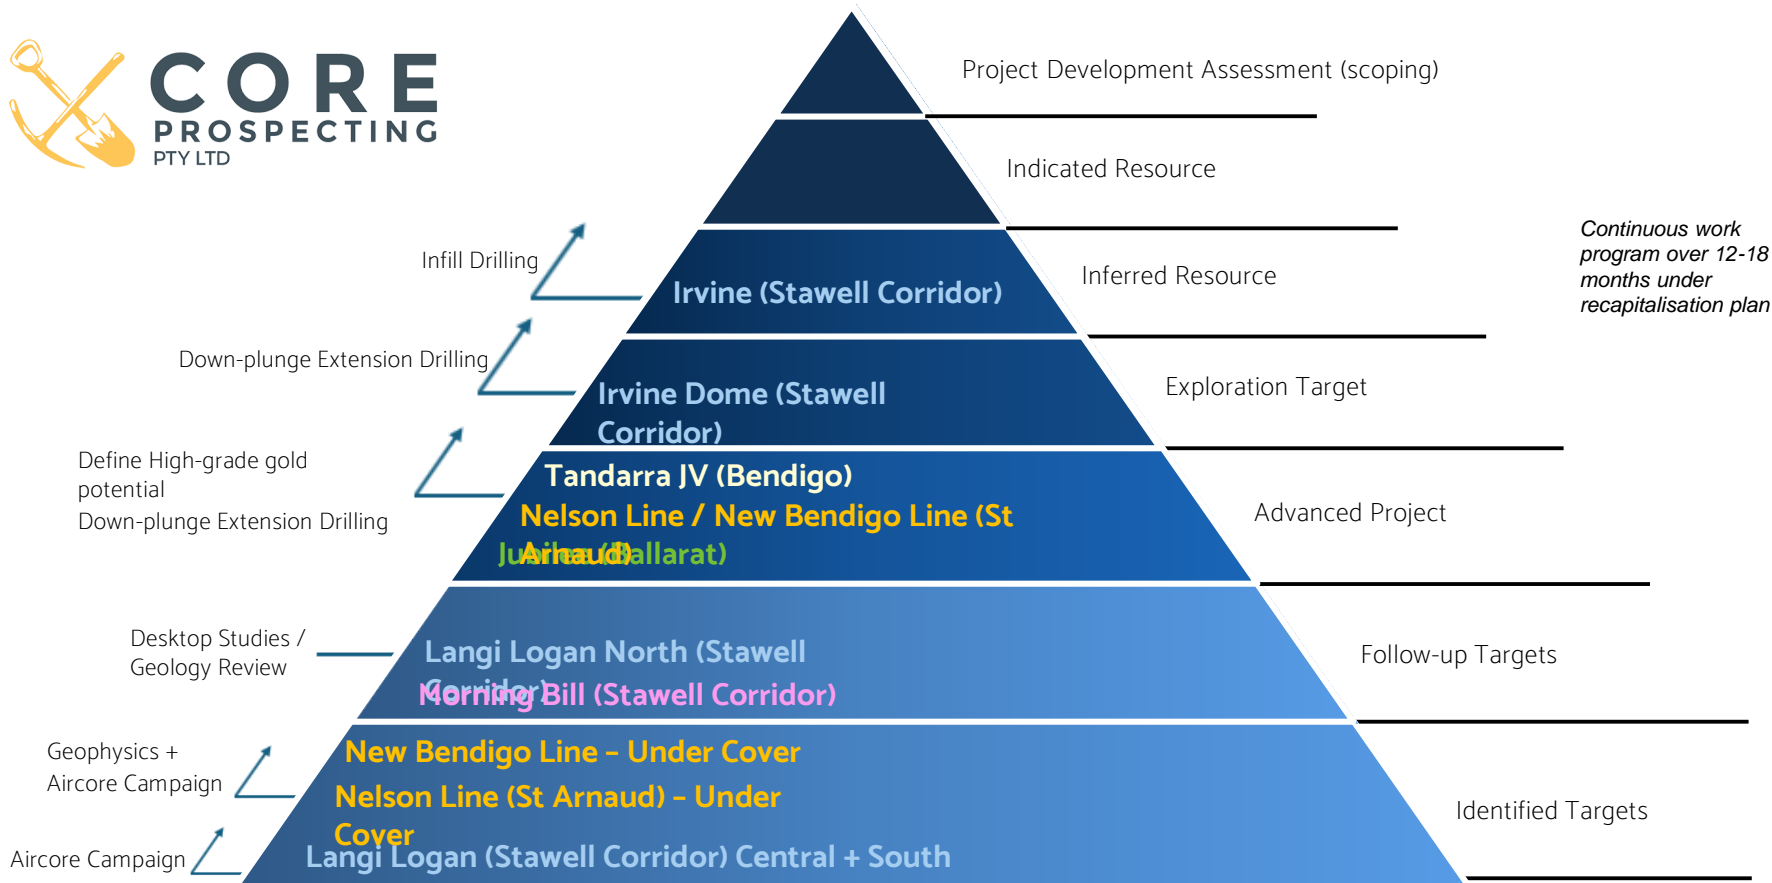 CORE
PROSPECTING
PTY LTD
Project Development Assessment (scoping)
Indicated Resource
Continuous work
program over 12-18
months under
recapitalisation plan
Infill Drilling
Irvine (Stawell Corridor)
Inferred Resource
Down-plunge Extension Drilling
Irvine Dome (Stawell
Corridor)
Exploration Target
Define High-grade gold
potential
Down-plunge Extension Drilling
Tandarra JV (Bendigo)
Nelson Line / New Bendigo Line (St
Arnaud)
Jubilee (Ballarat)
Advanced Project
Desktop Studies /
Geology Review
Langi Logan North (Stawell
Corridor)
Morning Bill (Stawell Corridor)
Follow-up Targets
Geophysics +
Aircore Campaign
New Bendigo Line – Under Cover
Nelson Line (St Arnaud) – Under
Cover
Identified Targets
Aircore Campaign
Langi Logan (Stawell Corridor) Central + South